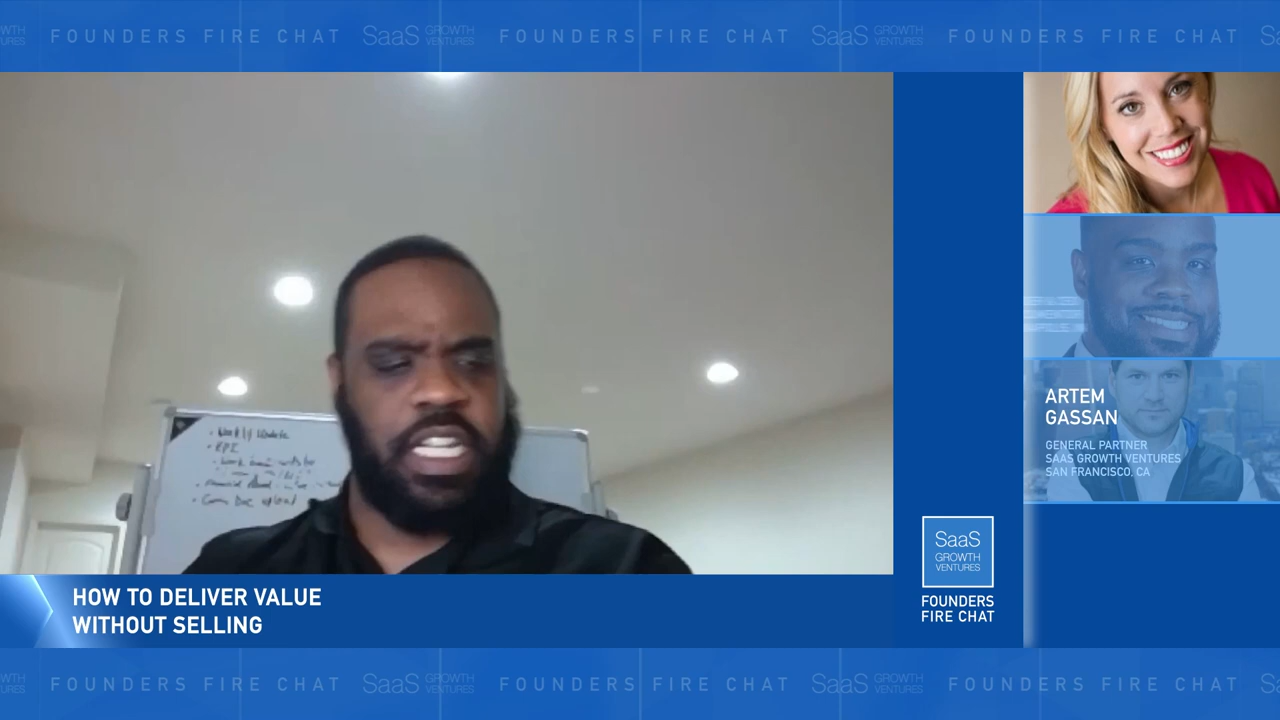 FOUNDERS FIRE CHAT SaaS GROWTH VENTURES FOUNDERS FIRE CHAT SaaS GROWTH VENTURES FOUNDERS FIRE CHAT
• Weekly Update
• KPI
ARTEM
GASSAN
GENERAL PARTNER
SAAS GROWTH VENTURES
SAN FRANCISCO, CA
SaaS
GROWTH
VENTURES
FOUNDERS
FIRE CHAT
HOW TO DELIVER VALUE
WITHOUT SELLING
FOUNDERS FIRE CHAT SaaS GROWTH VENTURES FOUNDERS FIRE CHAT SaaS GROWTH VENTURES FOUNDERS FIRE CHAT